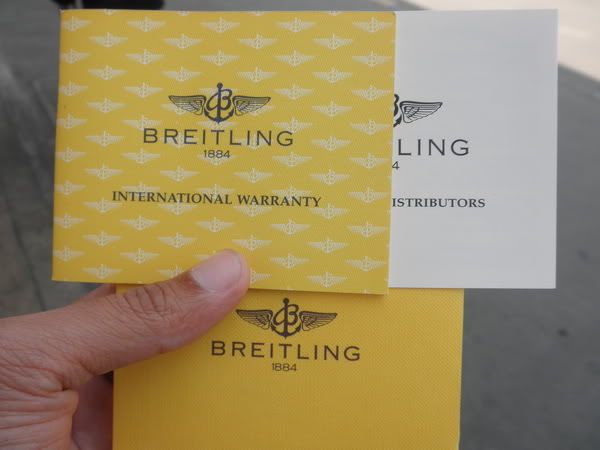 BREITLING
1884
INTERNATIONAL WARRANTY
LING
4
ISTRIBUTORS
BREITLING
1884